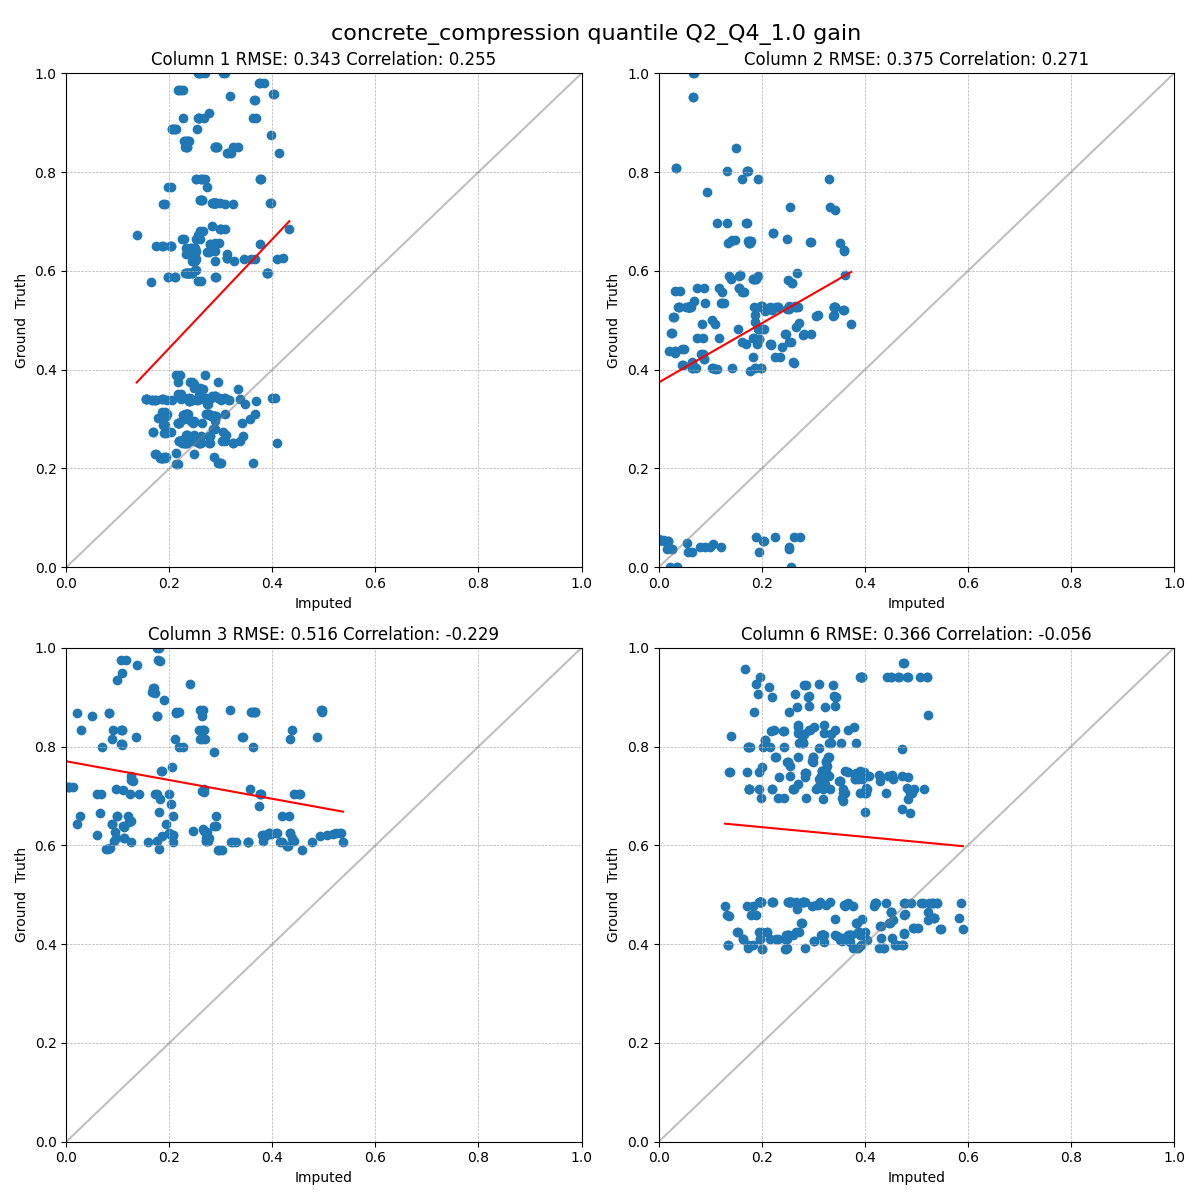 concrete_compression quantile Q2_Q4_1.0 gain
Column 1 RMSE: 0.343 Correlation: 0.255
1.0
0.8
0.6
0.4
0.2
0.0
Ground Truth
0.0 0.2 0.4 0.6 0.8 1.0
Imputed
Column 2 RMSE: 0.375 Correlation: 0.271
1.0
0.8
0.6
0.4
0.2
0.0
Ground Truth
0.0 0.2 0.4 0.6 0.8 1.0
Imputed
Column 3 RMSE: 0.516 Correlation: -0.229
1.0
0.8
0.6
0.4
0.2
0.0
Ground Truth
0.0 0.2 0.4 0.6 0.8 1.0
Imputed
Column 6 RMSE: 0.366 Correlation: -0.056
1.0
0.8
0.6
0.4
0.2
0.0
Ground Truth
0.0 0.2 0.4 0.6 0.8 1.0
Imputed